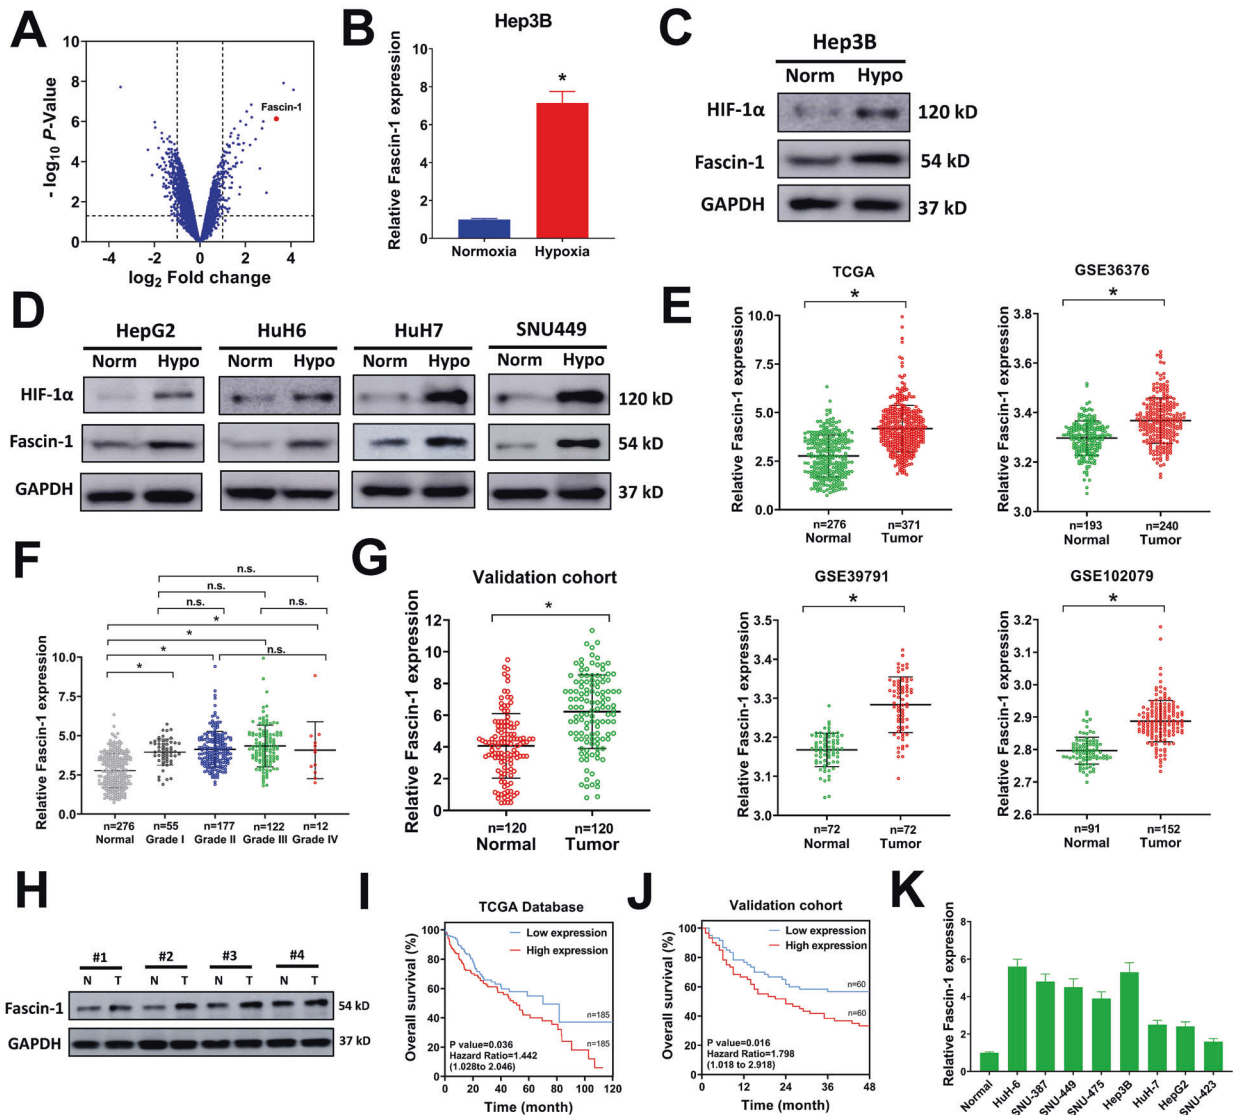 A
- log10 P-Value
10
8
6
4
2
0
Fascin-1
-4
-2
0
2
4
log2 Fold change
B
Hep3B
Relative Fascin-1 expression
10
8
6
4
2
0
*
Normoxia
Hypoxia
C
Hep3B
Norm Hypo
HIF-1α 120 kD
Fascin-1 54 kD
GAPDH 37 kD
D
HepG2 HuH6 HuH7 SNU449
Norm Hypo Norm Hypo Norm Hypo Norm Hypo
HIF-1α 120 kD
Fascin-1 54 kD
GAPDH 37 kD
E
TCGA
*
Relative Fascin-1 expression
10.0
7.5
5.0
2.5
0.0
n=276 n=371
Normal Tumor
GSE36376
*
Relative Fascin-1 expression
3.8
3.6
3.4
3.2
3.0
n=193 n=240
Normal Tumor
GSE39791
*
Relative Fascin-1 expression
3.5
3.4
3.3
3.2
3.1
3.0
n=72 n=72
Normal Tumor
GSE102079
*
Relative Fascin-1 expression
3.2
3.1
3.0
2.9
2.8
2.7
2.6
n=91 n=152
Normal Tumor
F
n.s.
n.s.
n.s. n.s.
*
*
* n.s.
*
Relative Fascin-1 expression
10.0
7.5
5.0
2.5
0.0
n=276 n=55 n=177 n=122 n=12
Normal Grade I Grade II Grade III Grade IV
G
Validation cohort
*
Relative Fascin-1 expression
12
10
8
6
4
2
0
n=120 n=120
Normal Tumor
H
#1 #2 #3 #4
N T N T N T N T
Fascin-1 54 kD
GAPDH 37 kD
I
TCGA Database
Low expression
High expression
Overall survival (%)
100
80
60
40
20
0
n=185
n=185
P value=0.036
Hazard Ratio=1.442
(1.028to 2.046)
0 20 40 60 80 100 120
Time (month)
J
Validation cohort
Low expression
High expression
Overall survival (%)
100
80
60
40
20
0
n=60
n=60
P value=0.016
Hazard Ratio=1.798
(1.018 to 2.918)
0 12 24 36 48
Time (month)
K
Relative Fascin-1 expression
8
6
4
2
0
Normal
HuH-6
SNU-387
SNU-449
SNU-475
Hep3B
HuH-7
HepG2
SNU-423